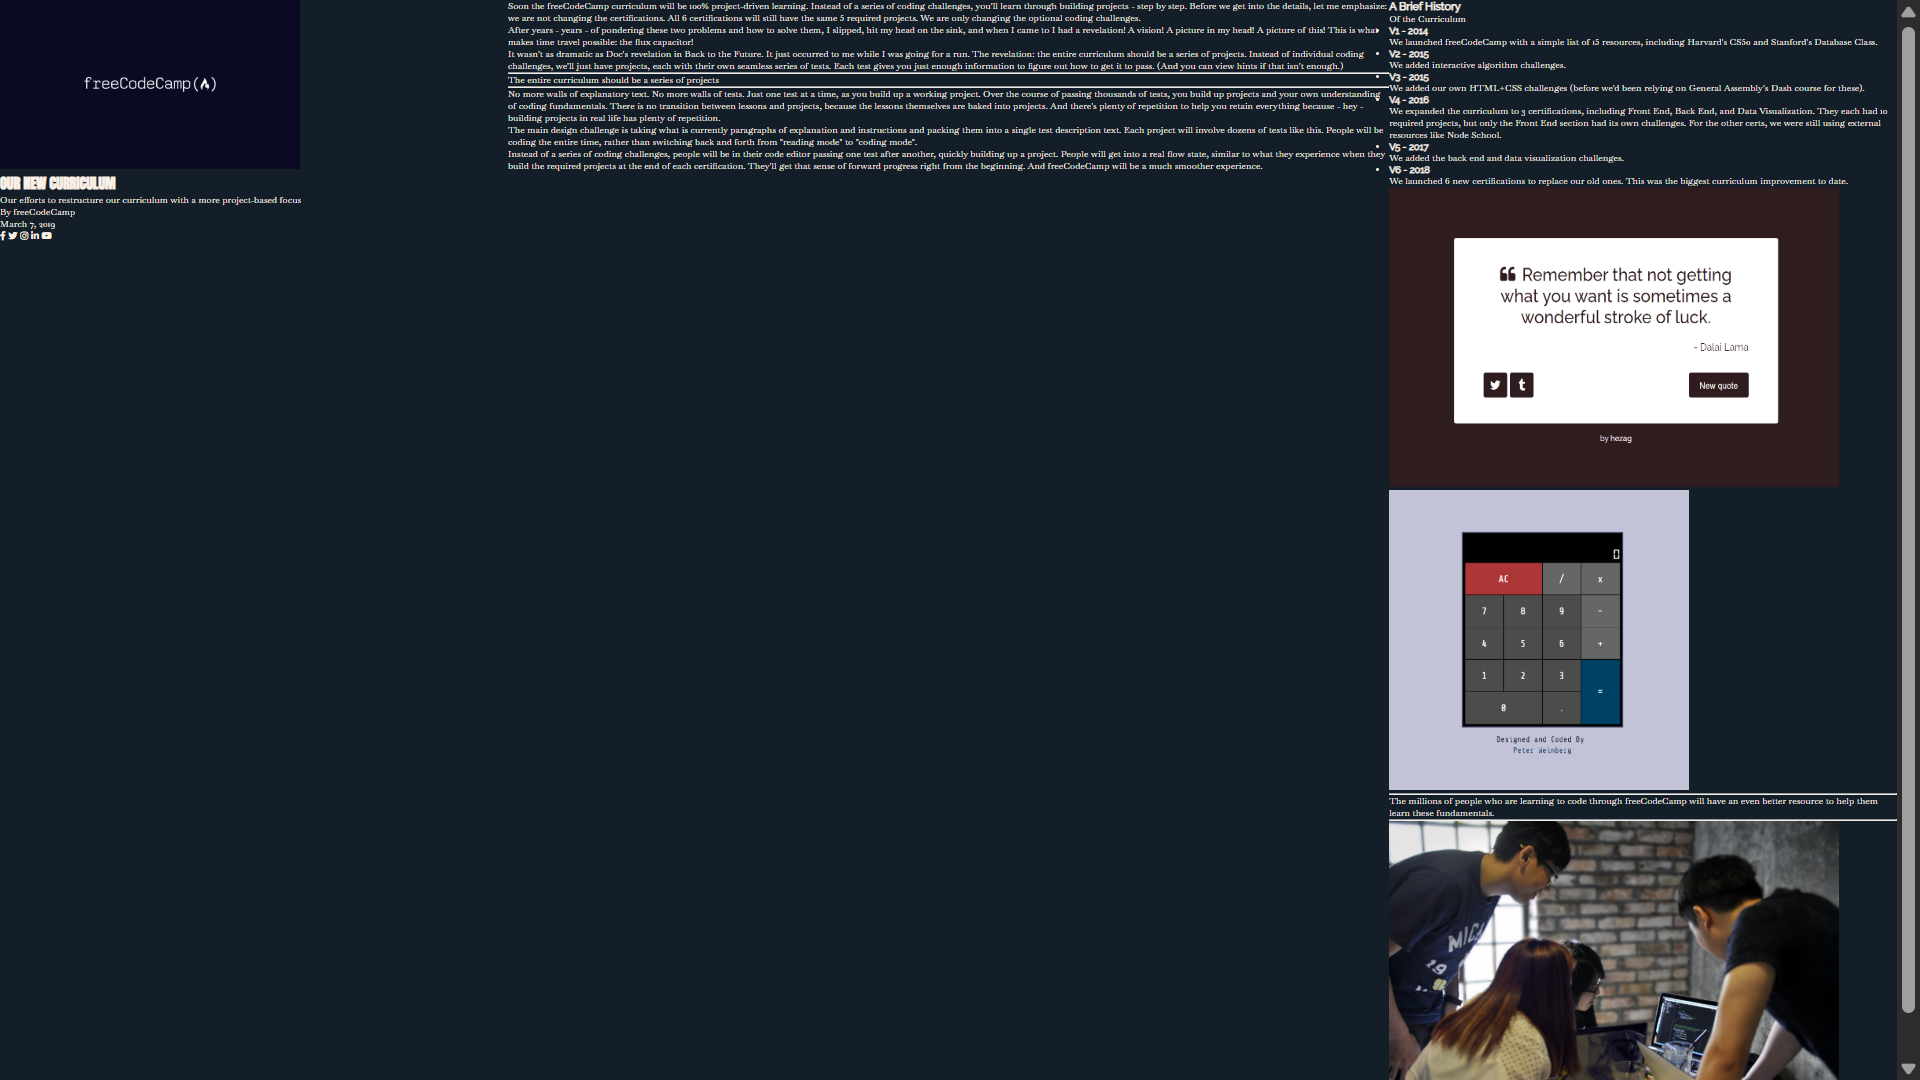 freeCodeCamp(🔥)
OUR NEW CURRICULUM
Our efforts to restructure our curriculum with a more project-based focus
By freeCodeCamp
March 7, 2019
Soon the freeCodeCamp curriculum will be 100% project-driven learning. Instead of a series of coding challenges, you'll learn through building projects - step by step. Before we get into the details, let me emphasize:
we are not changing the certifications. All 6 certifications will still have the same 5 required projects. We are only changing the optional coding challenges.
After years - years - of pondering these two problems and how to solve them, I slipped, hit my head on the sink, and when I came to I had a revelation! A vision! A picture in my head! A picture of this! This is what
makes time travel possible: the flux capacitor!
It wasn't as dramatic as Doc's revelation in Back to the Future. It just occurred to me while I was going for a run. The revelation: the entire curriculum should be a series of projects. Instead of individual coding
challenges, we'll just have projects, each with their own seamless series of tests. Each test gives you just enough information to figure out how to get it to pass. (And you can view hints if that isn't enough.)
The entire curriculum should be a series of projects
No more walls of explanatory text. No more walls of tests. Just one test at a time, as you build up a working project. Over the course of passing thousands of tests, you build up projects and your own understanding
of coding fundamentals. There is no transition between lessons and projects, because the lessons themselves are baked into projects. And there's plenty of repetition to help you retain everything because - hey -
building projects in real life has plenty of repetition.
The main design challenge is taking what is currently paragraphs of explanation and instructions and packing them into a single test description text. Each project will involve dozens of tests like this. People will be
coding the entire time, rather than switching back and forth from "reading mode" to "coding mode".
Instead of a series of coding challenges, people will be in their code editor passing one test after another, quickly building up a project. People will get into a real flow state, similar to what they experience when they
build the required projects at the end of each certification. They'll get that sense of forward progress right from the beginning. And freeCodeCamp will be a much smoother experience.
A Brief History
Of the Curriculum
V1 - 2014
We launched freeCodeCamp with a simple list of 15 resources, including Harvard's CS50 and Stanford's Database Class.
V2 - 2015
We added interactive algorithm challenges.
V3 - 2015
We added our own HTML+CSS challenges (before we'd been relying on General Assembly's Dash course for these).
V4 - 2016
We expanded the curriculum to 3 certifications, including Front End, Back End, and Data Visualization. They each had 10
required projects, but only the Front End section had its own challenges. For the other certs, we were still using external
resources like Node School.
V5 - 2017
We added the back end and data visualization challenges.
V6 - 2018
We launched 6 new certifications to replace our old ones. This was the biggest curriculum improvement to date.
“ Remember that not getting
what you want is sometimes a
wonderful stroke of luck.
- Dalai Lama
t New quote
by hezag
0
AC / x
7 8 9 -
4 5 6 +
1 2 3 =
0 .
Designed and Coded By
Peter Weinberg
The millions of people who are learning to code through freeCodeCamp will have an even better resource to help them
learn these fundamentals.
19